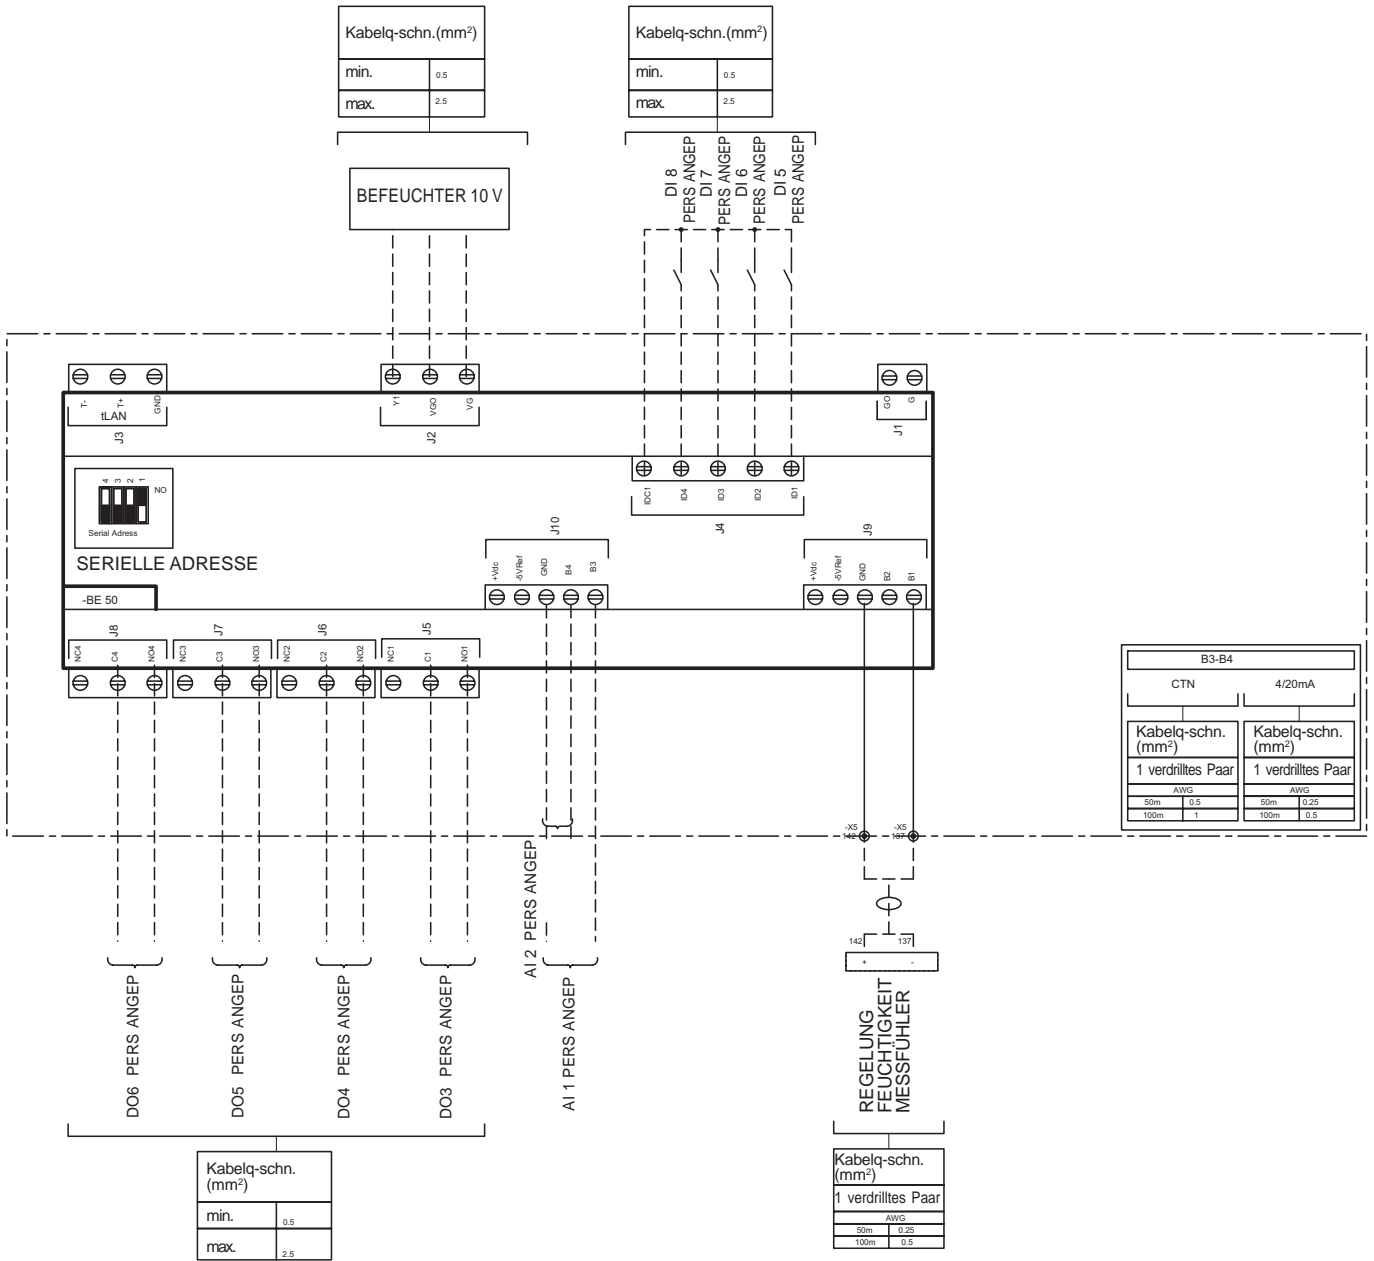 Kabelq-schn.(mm²)
min. 0.5
max. 2.5
Kabelq-schn.(mm²)
min. 0.5
max. 2.5
BEFEUCHTER 10 V
DI 8
PERS ANGEP
DI 7
PERS ANGEP
DI 6
PERS ANGEP
DI 5
PERS ANGEP
T- T+ GND
tLAN
J3
Y1 VGO VG
J2
GO G
J1
4 3 2 1
NO
Serial Adress
SERIELLE ADRESSE
-BE 50
IDC1 ID4 ID3 ID2 ID1
J4
J10
+Vdc -5VRef GND B4 B3
J9
+Vdc -5VRef GND B2 B1
J8
NC4 C4 NO4
J7
NC3 C3 NO3
J6
NC2 C2 NO2
J5
NC1 C1 NO1
B3-B4
CTN 4/20mA
Kabelq-schn.
(mm²)
1 verdrilltes Paar
AWG
50m 0.5
100m 1
Kabelq-schn.
(mm²)
1 verdrilltes Paar
AWG
50m 0.25
100m 0.5
-X5
142
-X5
137
142 137
+ -
DO6 PERS ANGEP
DO5 PERS ANGEP
DO4 PERS ANGEP
DO3 PERS ANGEP
AI 2 PERS ANGEP
AI 1 PERS ANGEP
REGELUNG
FEUCHTIGKEIT
MESSFÜHLER
Kabelq-schn.
(mm²)
min. 0.5
max. 2.5
Kabelq-schn.
(mm²)
1 verdrilltes Paar
AWG
50m 0.25
100m 0.5